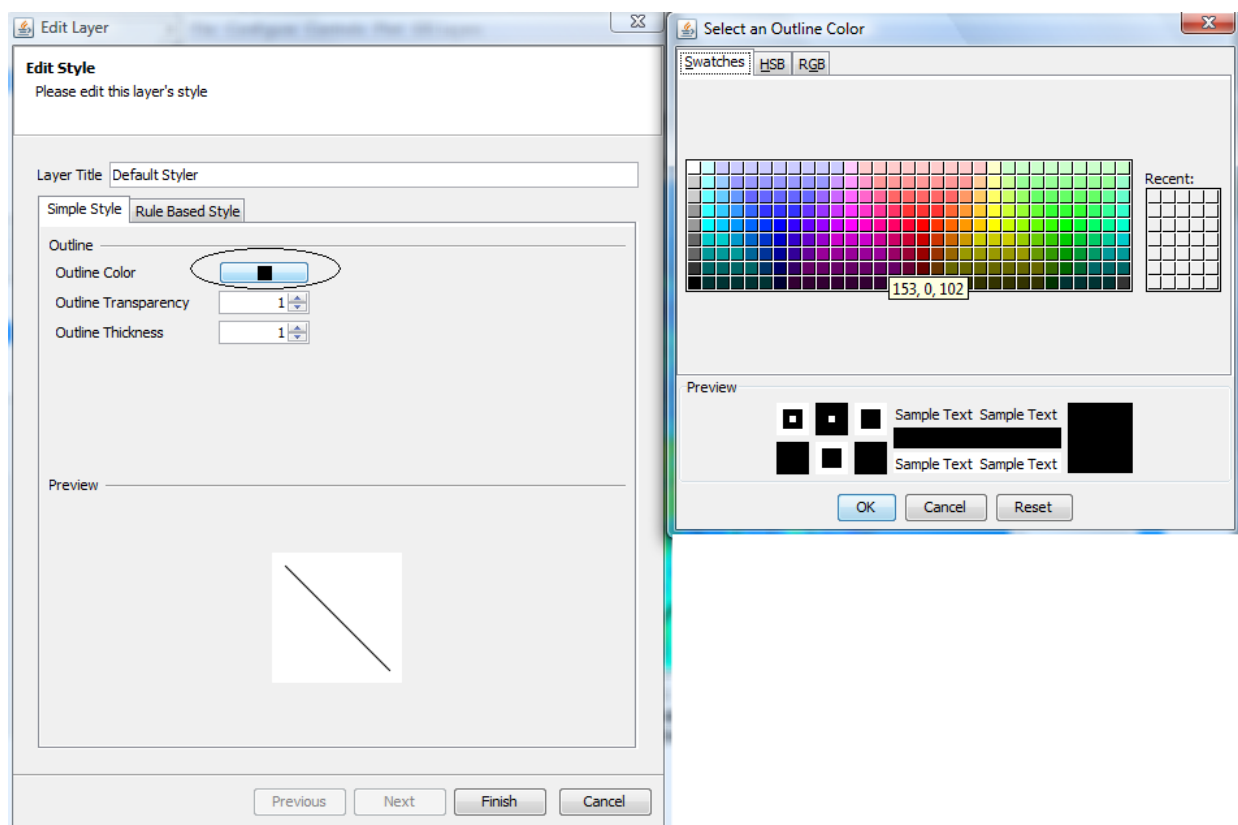 Edit Layer
Edit Style
Please edit this layer's style
Layer Title Default Styler
Simple Style Rule Based Style
Outline
Outline Color
Outline Transparency 1
Outline Thickness 1
Preview
Previous Next Finish Cancel
Select an Outline Color
Swatches HSB RGB
Recent:
153, 0, 102
Preview
Sample Text Sample Text
Sample Text Sample Text
OK Cancel Reset